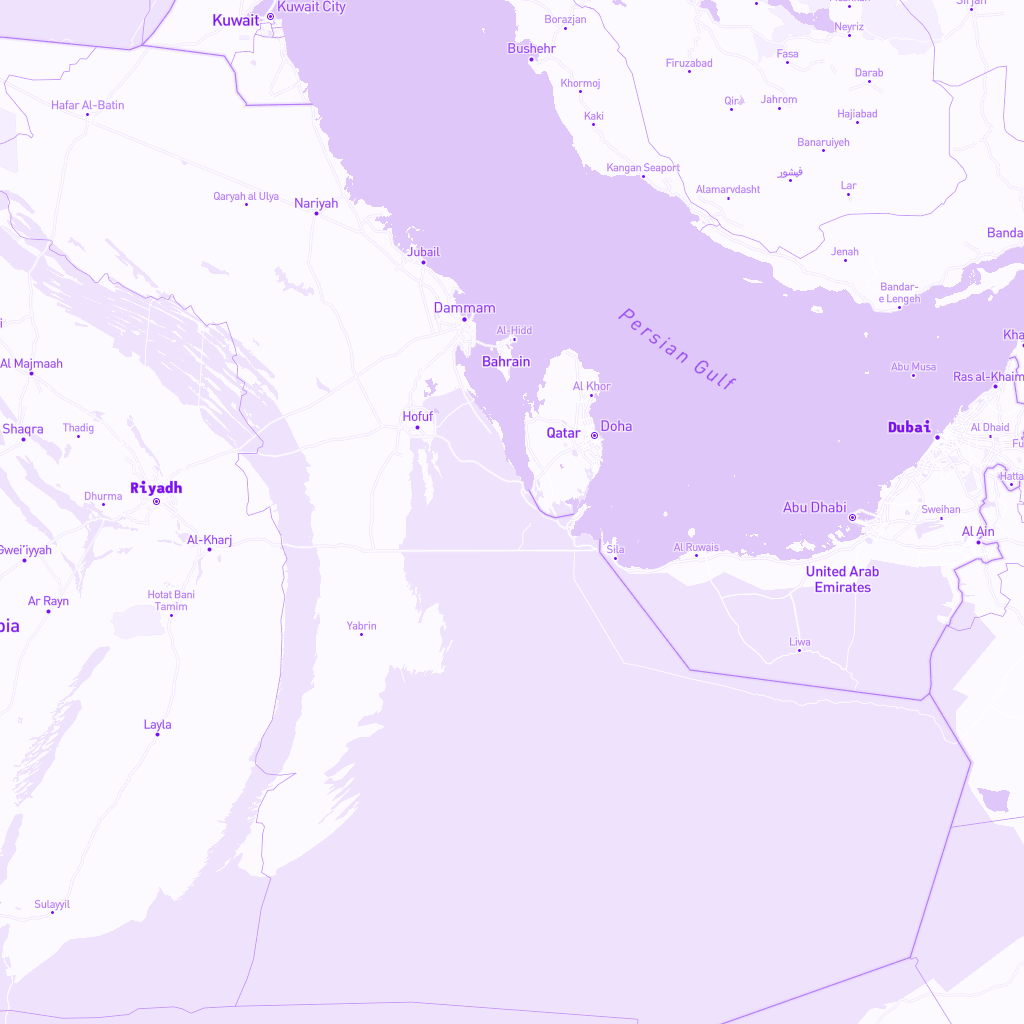 Kuwait City
Kuwait
Borazjan
Neyriz
Bushehr
Fasa
Firuzabad
Darab
Khormoj
Qir
Jahrom
Hafar Al-Batin
Kaki
Hajiabad
Banaruiyeh
Kangan Seaport
فیشور
Alamarvdasht
Lar
Qaryah al Ulya
Nariyah
Banda
Jubail
Jenah
Bandar-
e Lengeh
Dammam
Persian Gulf
Al-Hidd
Kha
Bahrain
Al Majmaah
Abu Musa
Ras al-Khaim
Al Khor
Hofuf
Shaqra
Thadig
Qatar
Doha
Dubai
Al Dhaid
Fu
Riyadh
Dhurma
Hatta
Abu Dhabi
Sweihan
Al-Kharj
Al Ain
Gwei'iyyah
Sila
Al Ruwais
United Arab
Emirates
Ar Rayn
Hotat Bani
Tamim
bia
Yabrin
Liwa
Layla
Sulayyil